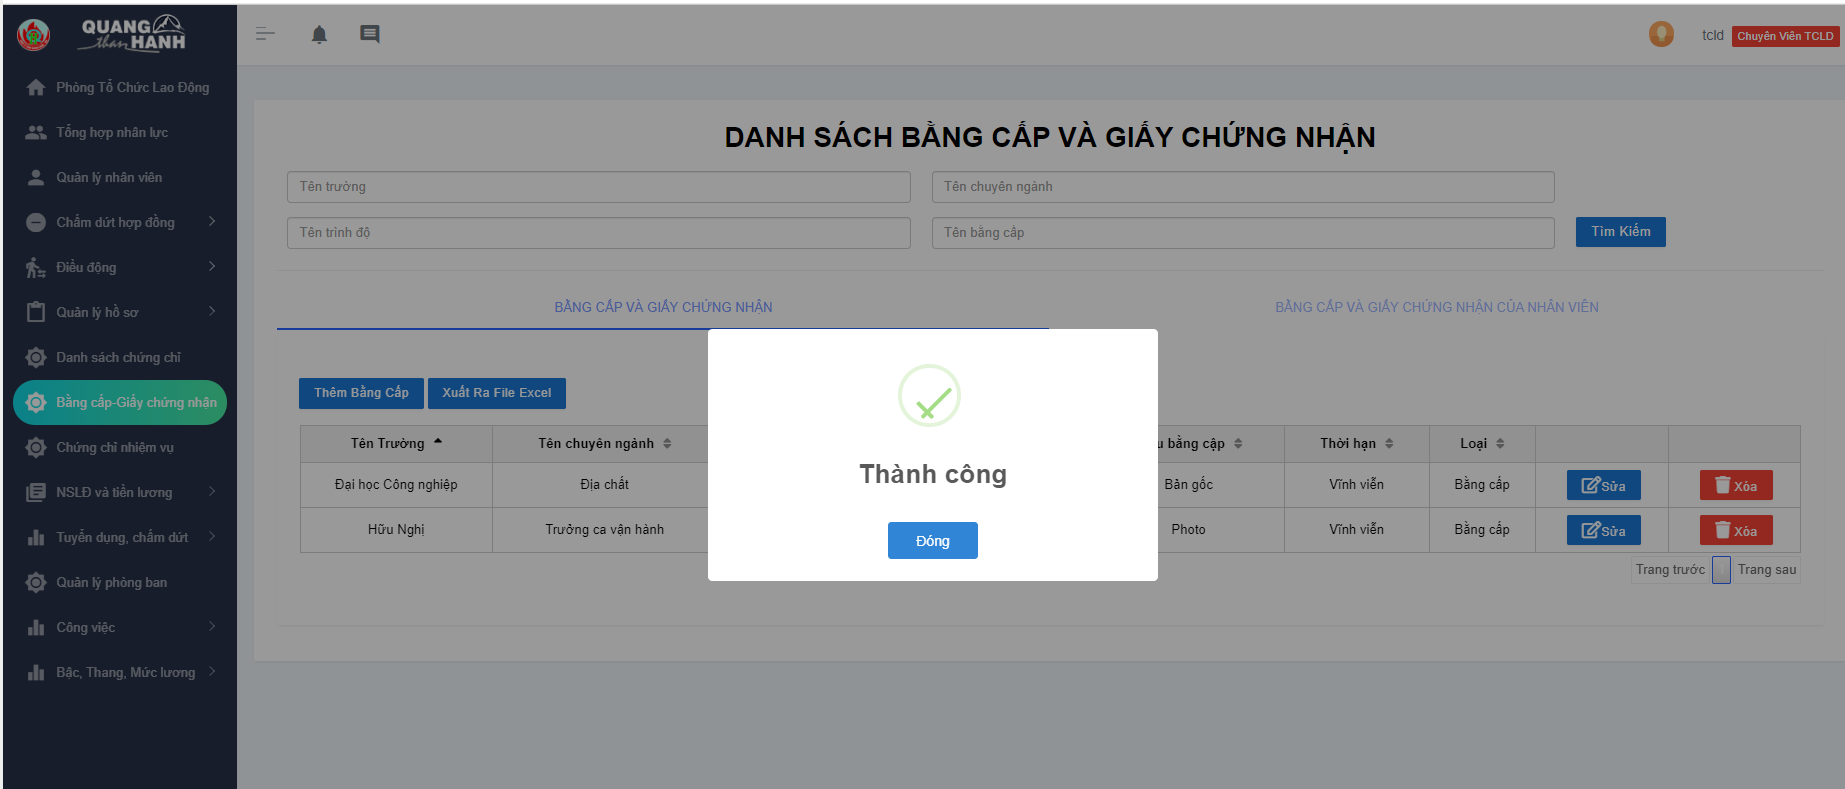 QUANG
than HANH
tcld Chuyên Viên TCLD
Phòng Tổ Chức Lao Động
Tổng hợp nhân lực
Quản lý nhân viên
Chấm dứt hợp đồng
Điều động
Quản lý hồ sơ
Danh sách chứng chỉ
Bằng cấp-Giấy chứng nhận
Chứng chỉ nhiệm vụ
NSLĐ và tiền lương
Tuyển dụng, chấm dứt
Quản lý phòng ban
Công việc
Bậc, Thang, Mức lương
DANH SÁCH BẰNG CẤP VÀ GIẤY CHỨNG NHẬN
Tên trường Tên chuyên ngành
Tên trình độ Tên bằng cấp Tìm Kiếm
BẰNG CẤP VÀ GIẤY CHỨNG NHẬN BẰNG CẤP VÀ GIẤY CHỨNG NHẬN CỦA NHÂN VIÊN
Thêm Bằng Cấp Xuất Ra File Excel
Tên Trường Tên chuyên ngành u bằng cập Thời hạn Loại
Đại học Công nghiệp Địa chất Bản gốc Vĩnh viễn Bằng cấp Sửa Xóa
Hữu Nghị Trưởng ca vận hành Photo Vĩnh viễn Bằng cấp Sửa Xóa
Trang trước Trang sau
Thành công
Đóng